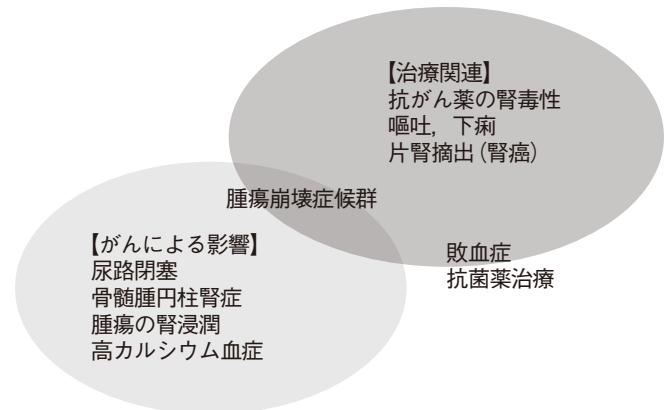 【治療関連】
抗がん薬の腎毒性
嘔吐，下痢
片腎摘出（腎癌）
腫瘍崩壊症候群
【がんによる影響】
尿路閉塞
骨髄腫円柱腎症
腫瘍の腎浸潤
高カルシウム血症
敗血症
抗菌薬治療